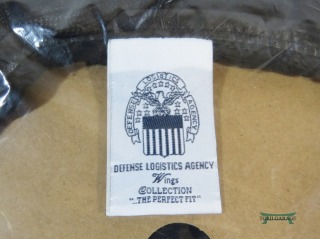 DEFENSE LOGISTICS AGENCY
DEFENSE LOGISTICS AGENCY
Wings
COLLECTION
"...THE PERFECT FIT"